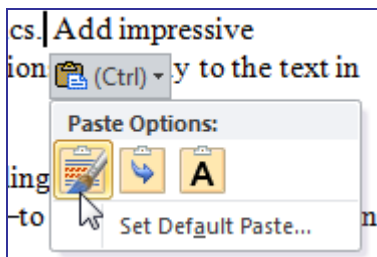 cs. Add impressive
ion (Ctrl) y to the text in
Paste Options:
ing A
–to Set Default Paste... n